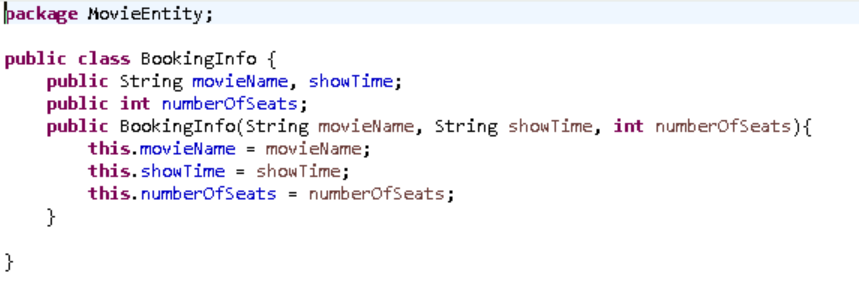 package MovieEntity;
public class BookingInfo {
public String movieName, showTime;
public int numberOfSeats;
public BookingInfo(String movieName, String showTime, int numberOfSeats){
this.movieName = movieName;
this.showTime = showTime;
this.numberOfSeats = numberOfSeats;
}
}